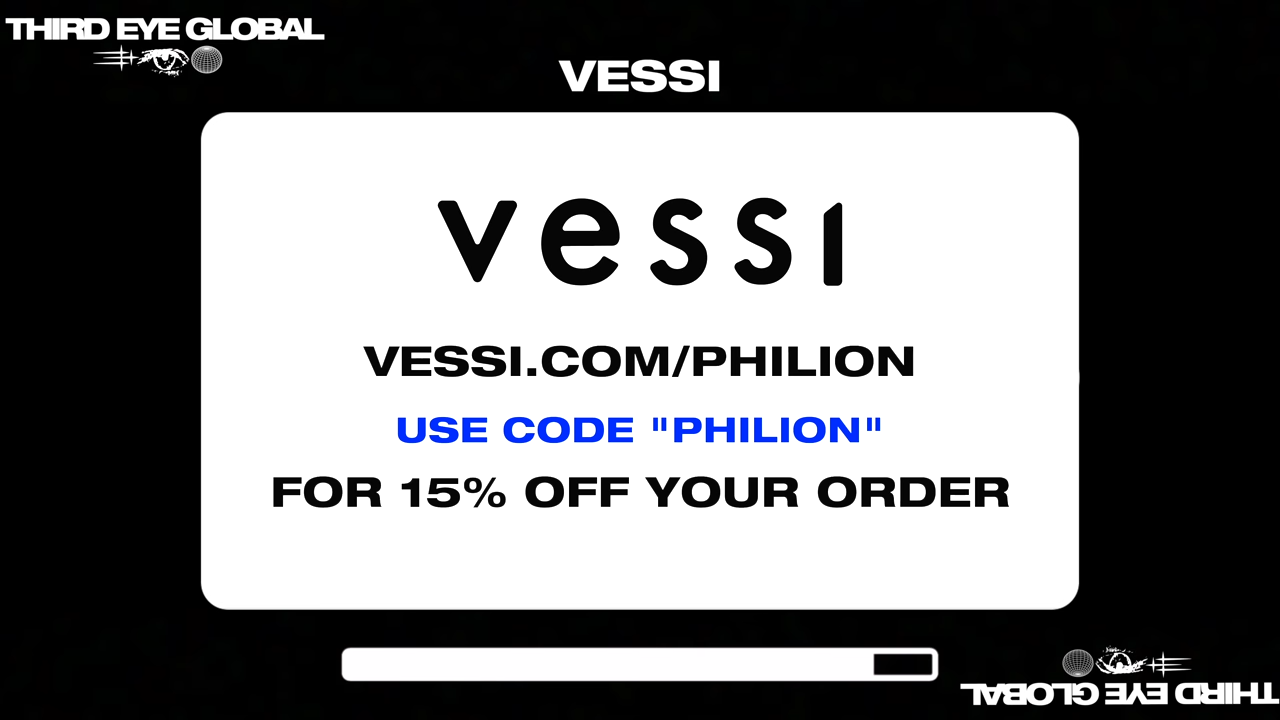 THIRD EYE GLOBAL
VESSI
vessi
VESSI.COM/PHILION
USE CODE "PHILION"
FOR 15% OFF YOUR ORDER
THIRD EYE GLOBAL